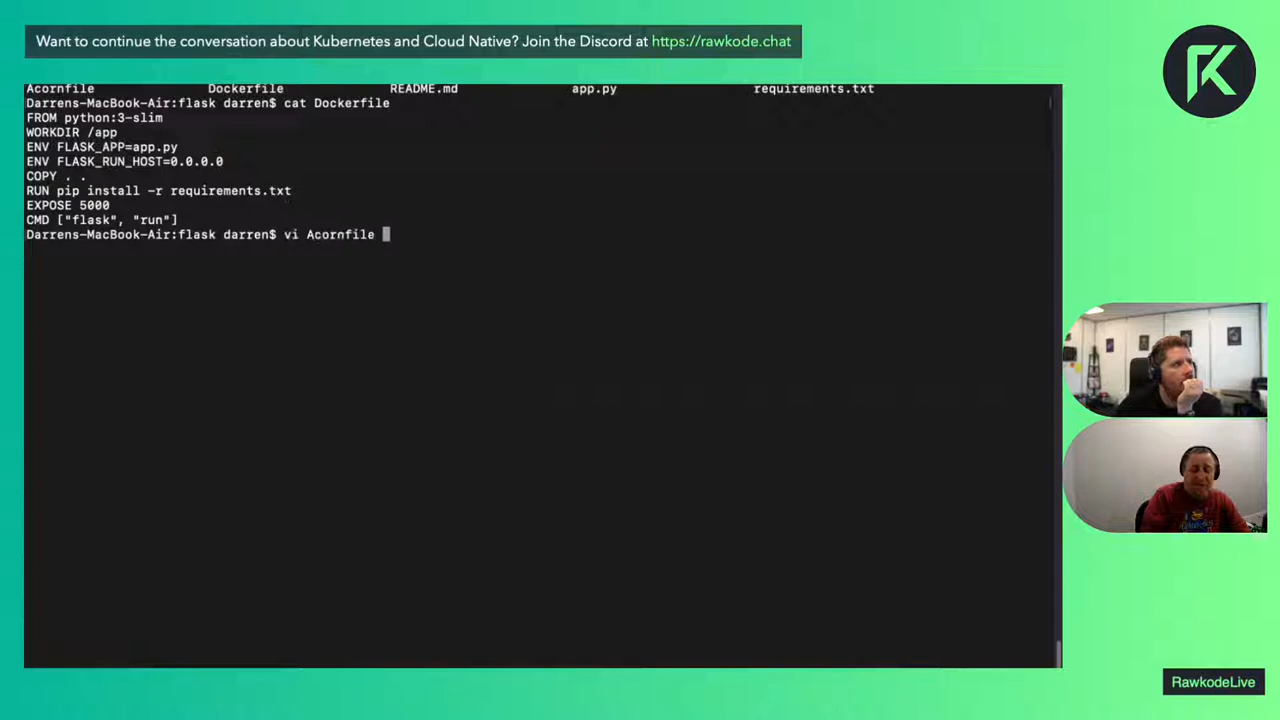 Want to continue the conversation about Kubernetes and Cloud Native? Join the Discord at https://rawkode.chat
Acornfile Dockerfile README.md app.py requirements.txt
Darrens-MacBook-Air:flask darren$ cat Dockerfile
FROM python:3-slim
WORKDIR /app
ENV FLASK_APP=app.py
ENV FLASK_RUN_HOST=0.0.0.0
COPY . .
RUN pip install -r requirements.txt
EXPOSE 5000
CMD ["flask", "run"]
Darrens-MacBook-Air:flask darren$ vi Acornfile
RawkodeLive